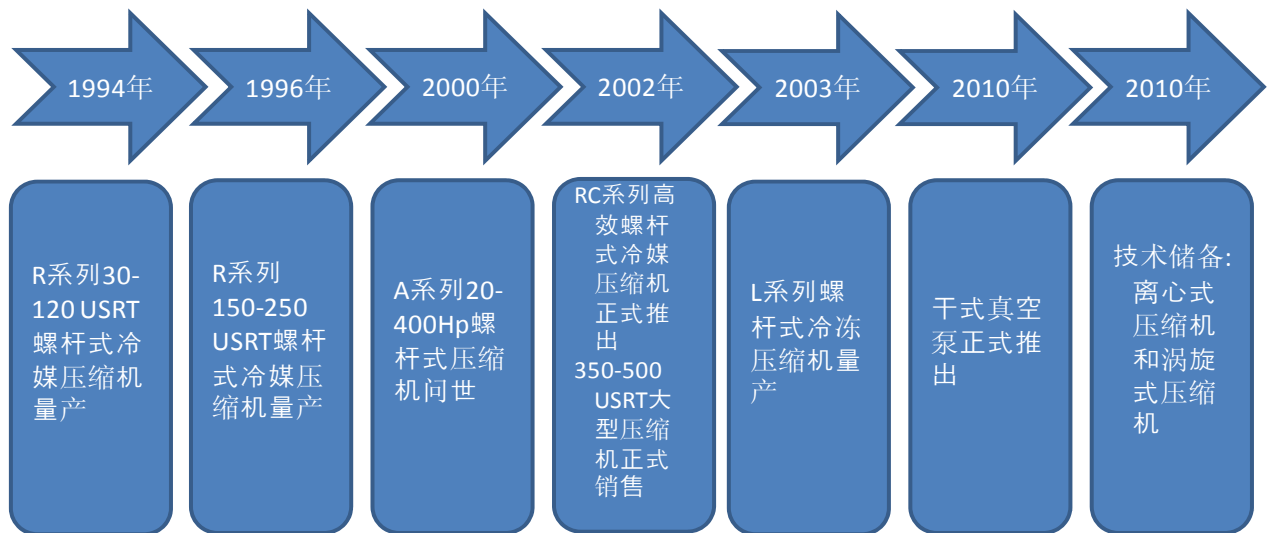 1994年
1996年
2000年
2002年
2003年
2010年
2010年
R系列30-
120 USRT
螺杆式冷
媒压缩机
量产
R系列
150-250
USRT螺杆
式冷媒压
缩机量产
A系列20-
400Hp螺
杆式压缩
机问世
RC系列高
效螺杆
式冷媒
压缩机
正式推
出
350-500
USRT大
型压缩
机正式
销售
L系列螺
杆式冷冻
压缩机量
产
干式真空
泵正式推
出
技术储备:
离心式
压缩机
和涡旋
式压缩
机